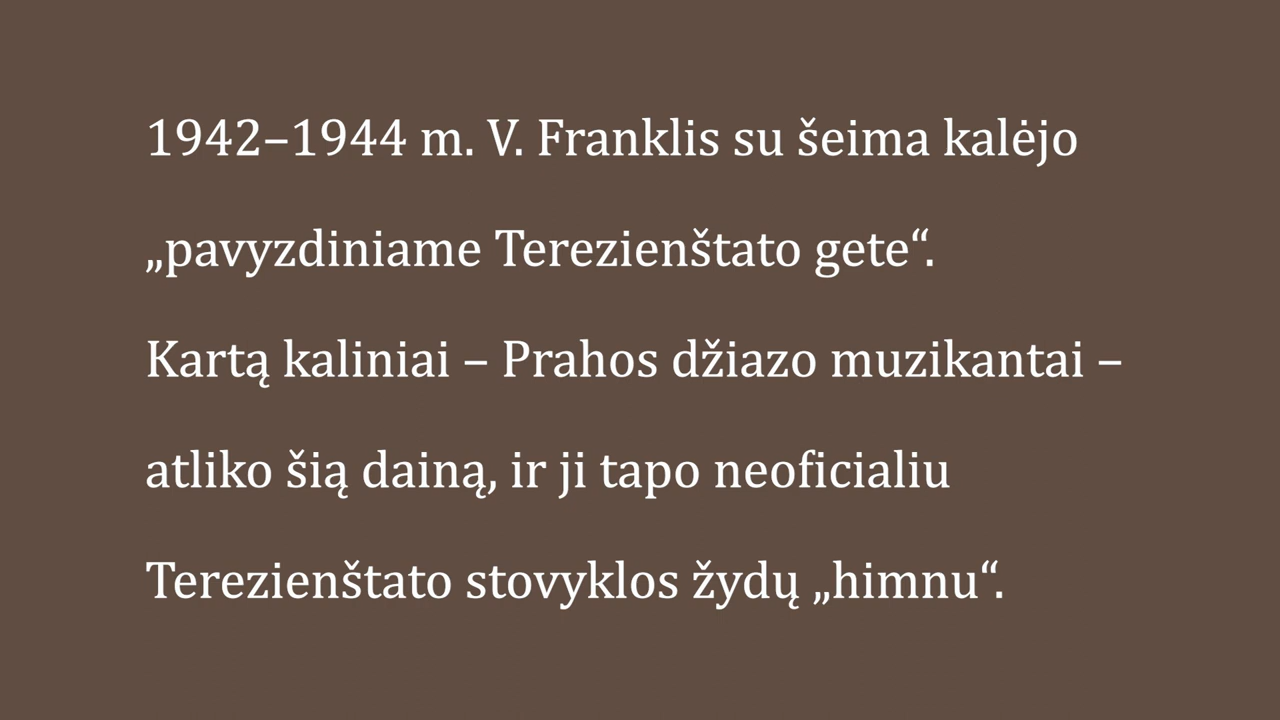 1942–1944 m. V. Franklis su šeima kalėjo
„pavyzdiniame Terezienštato gete“.
Kartą kaliniai – Prahos džiazo muzikantai –
atliko šią dainą, ir ji tapo neoficialiu
Terezienštato stovyklos žydų „himnu“.